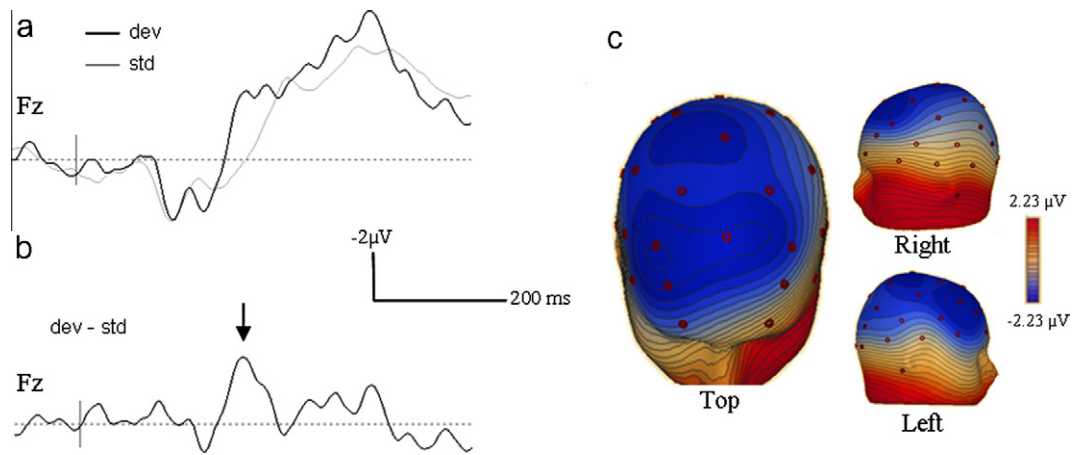 a
dev
std
Fz
b
-2µV
200 ms
dev - std
Fz
c
Top
Right
Left
2.23 µV
-2.23 µV